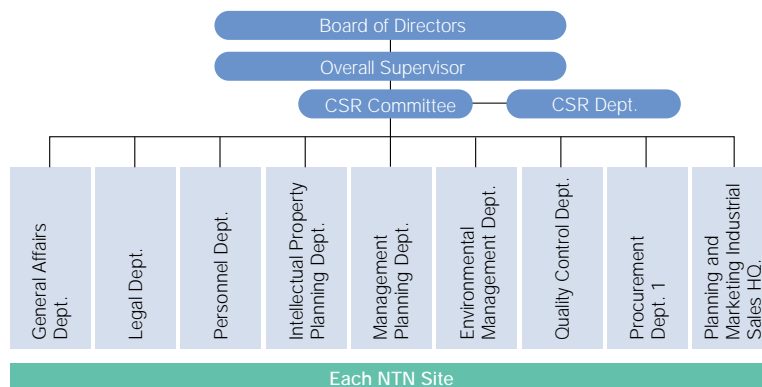 Board of Directors
Overall Supervisor
CSR Committee
CSR Dept.
General Affairs
Dept.
Legal Dept.
Personnel Dept.
Intellectual Property
Planning Dept.
Management
Planning Dept.
Environmental
Management Dept.
Quality Control Dept.
Procurement
Dept. 1
Planning and
Marketing Industrial
Sales HQ.
Each NTN Site